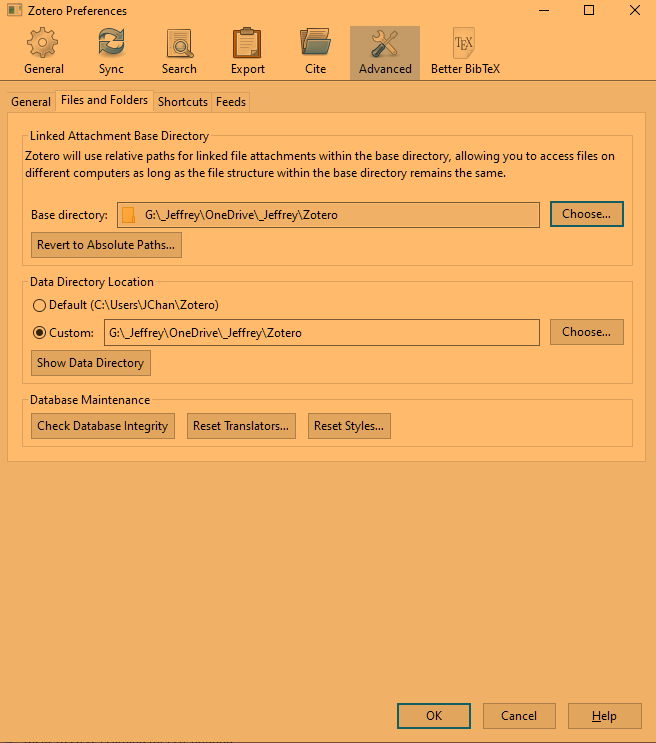 Zotero Preferences
General Sync Search Export Cite Advanced Better BibTeX
General Files and Folders Shortcuts Feeds
Linked Attachment Base Directory
Zotero will use relative paths for linked file attachments within the base directory, allowing you to access files on
different computers as long as the file structure within the base directory remains the same.
Base directory: G:\_Jeffrey\OneDrive\_Jeffrey\Zotero Choose...
Revert to Absolute Paths...
Data Directory Location
Default (C:\Users\JChan\Zotero)
Custom: G:\_Jeffrey\OneDrive\_Jeffrey\Zotero Choose...
Show Data Directory
Database Maintenance
Check Database Integrity Reset Translators... Reset Styles...
OK Cancel Help